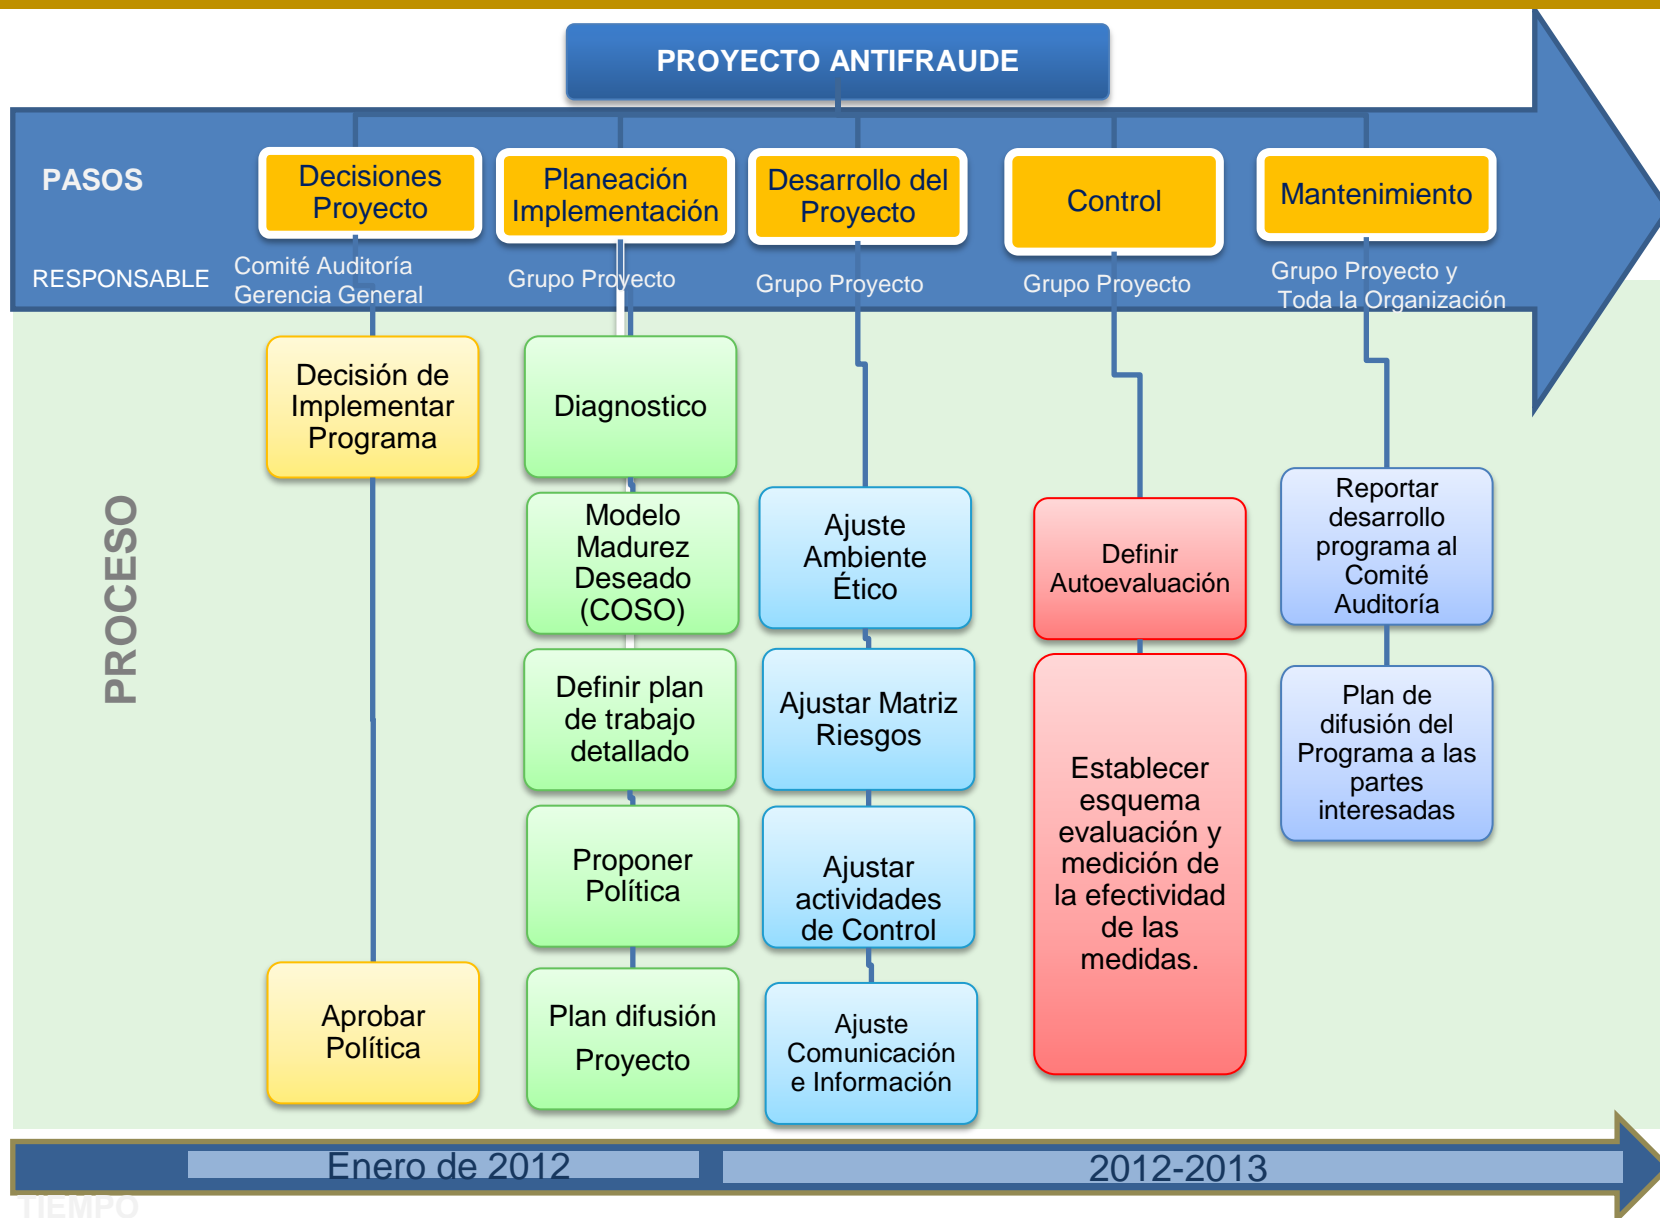 PROYECTO ANTIFRAUDE
PASOS
Decisiones
Proyecto
Planeación
Implementación
Desarrollo del
Proyecto
Control
Mantenimiento
RESPONSABLE
Comité Auditoría
Gerencia General
Grupo Proyecto
Grupo Proyecto
Grupo Proyecto
Grupo Proyecto y
Toda la Organización
PROCESO
Decisión de
Implementar
Programa
Aprobar
Política
Diagnostico
Modelo
Madurez
Deseado
(COSO)
Definir plan
de trabajo
detallado
Proponer
Política
Plan difusión
Proyecto
Ajuste
Ambiente
Ético
Ajustar Matriz
Riesgos
Ajustar
actividades
de Control
Ajuste
Comunicación
e Información
Definir
Autoevaluación
Establecer
esquema
evaluación y
medición de
la efectividad
de las
medidas.
Reportar
desarrollo
programa al
Comité
Auditoría
Plan de
difusión del
Programa a las
partes
interesadas
Enero de 2012
2012-2013
TIEMPO